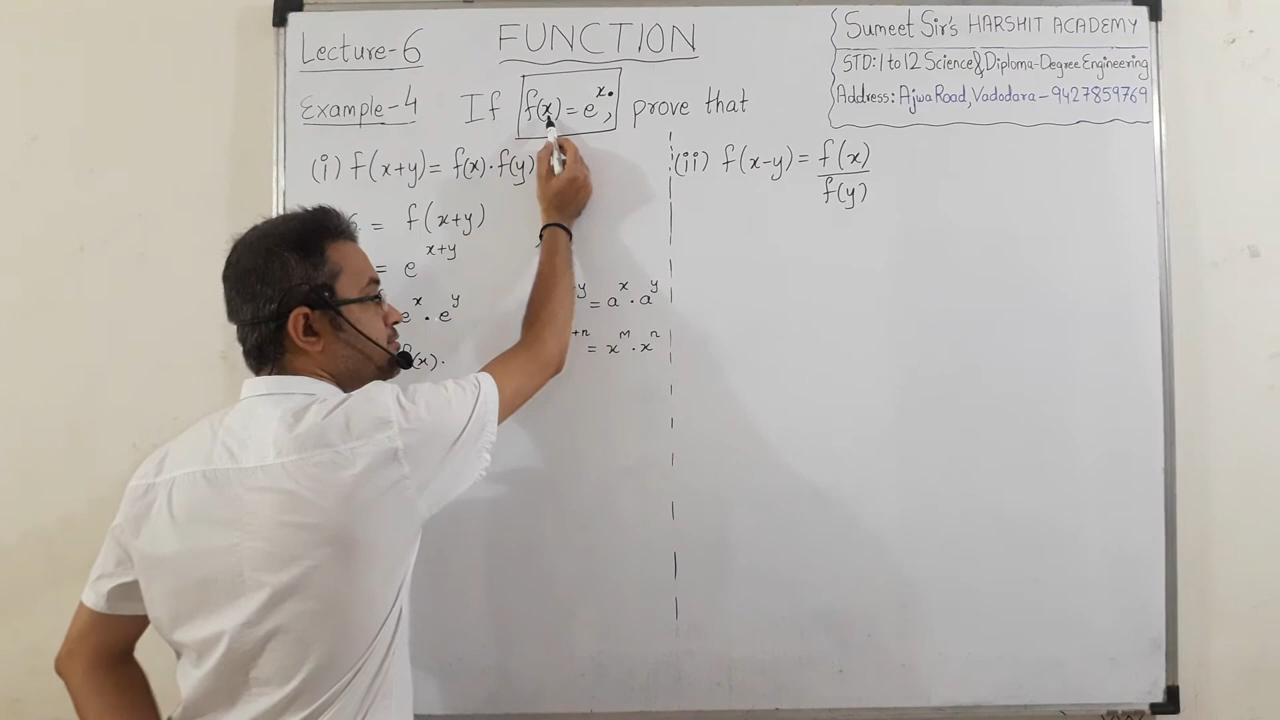 Lecture-6
FUNCTION
Sumeet Sir's HARSHIT ACADEMY
STD: 1 to 12 Science & Diploma-Degree Engineering
Address: Ajwa Road, Vadodara - 9427859769
Example-4 If f(x) = e^x, prove that
(i) f(x+y) = f(x)·f(y)
= f(x+y)
= e^{x+y}
e^x · e^y
(x)·
= a^x · a^y
+n = x^m · x^n
(ii) f(x-y) = f(x)/f(y)